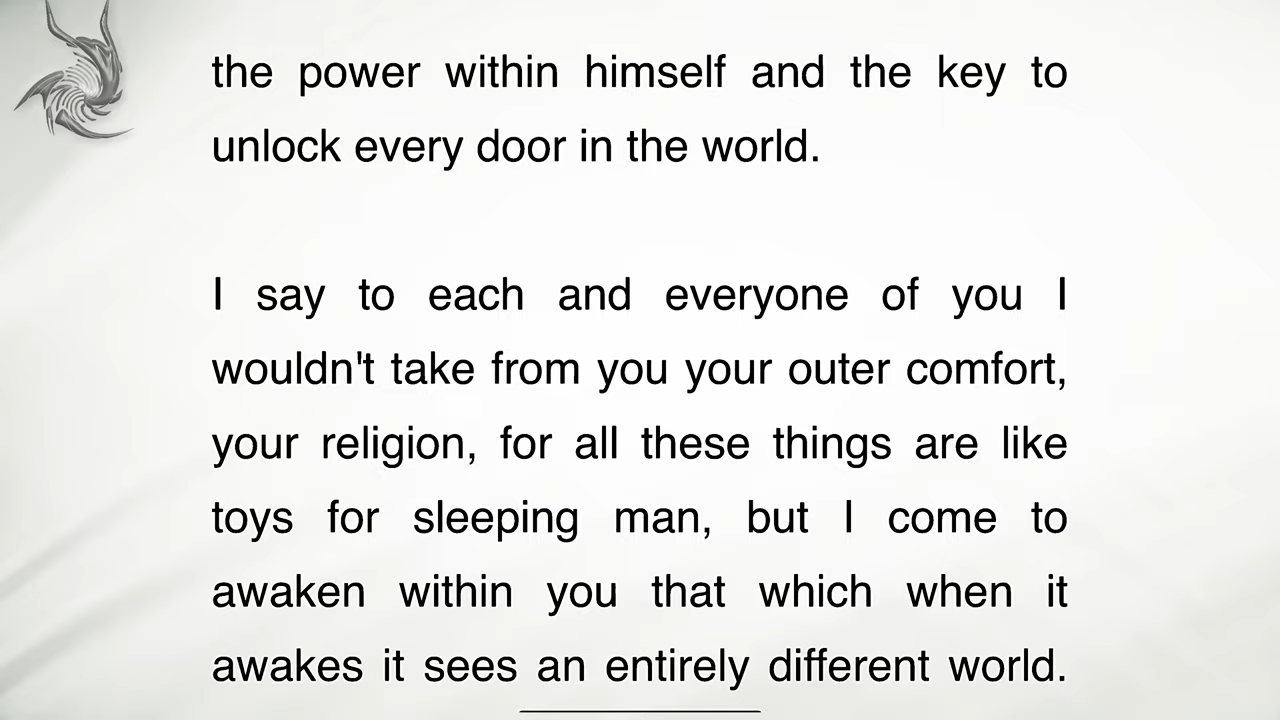 the power within himself and the key to
unlock every door in the world.
I say to each and everyone of you I
wouldn't take from you your outer comfort,
your religion, for all these things are like
toys for sleeping man, but I come to
awaken within you that which when it
awakes it sees an entirely different world.